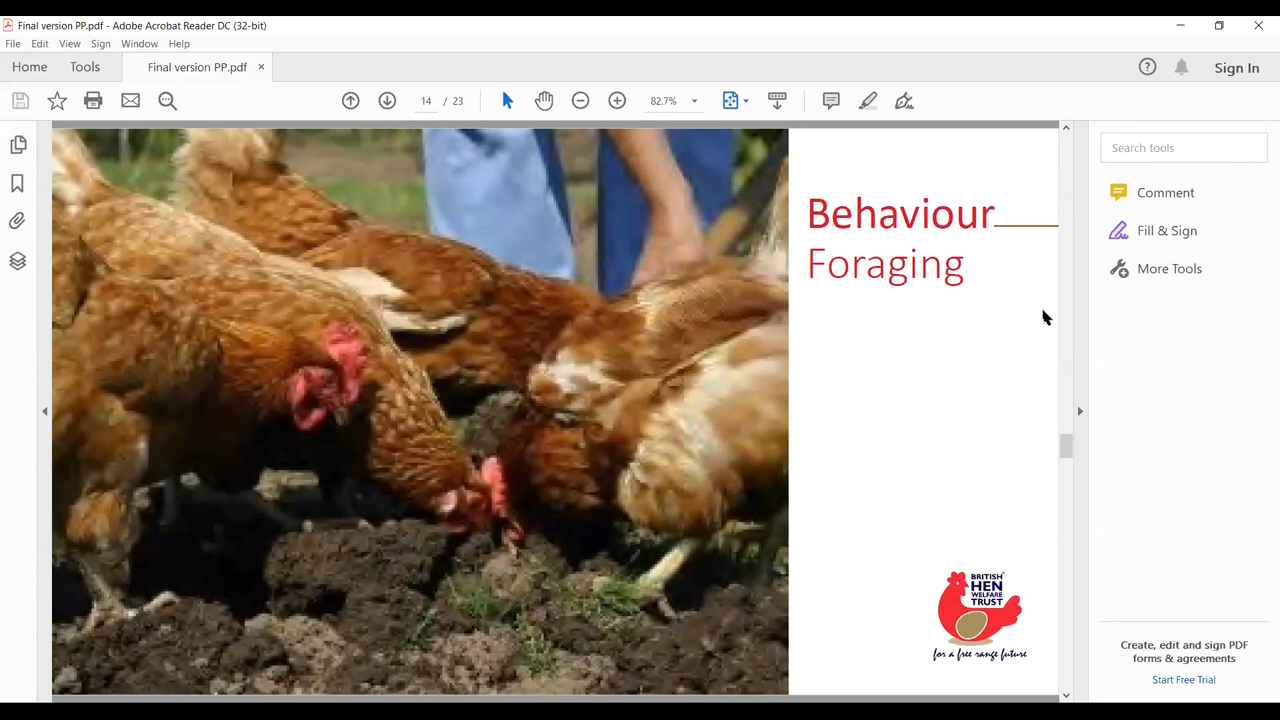 Final version PP.pdf - Adobe Acrobat Reader DC (32-bit)
File Edit View Sign Window Help
Home Tools Final version PP.pdf × Sign In
14 / 23 82.7%
Search tools
Comment
Fill & Sign
More Tools
Behaviour
Foraging
BRITISH
HEN
WELFARE
TRUST
for a free range future
Create, edit and sign PDF
forms & agreements
Start Free Trial